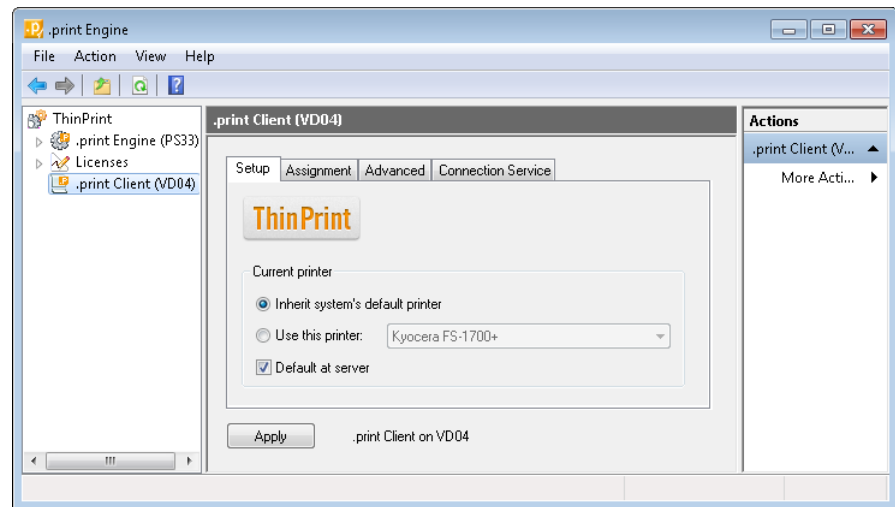 .print Engine
File Action View Help
ThinPrint
.print Engine (PS33)
Licenses
.print Client (VD04)
.print Client (VD04)
Setup Assignment Advanced Connection Service
ThinPrint
Current printer
Inherit system's default printer
Use this printer: Kyocera FS-1700+
Default at server
Apply .print Client on VD04
Actions
.print Client (V...
More Acti...